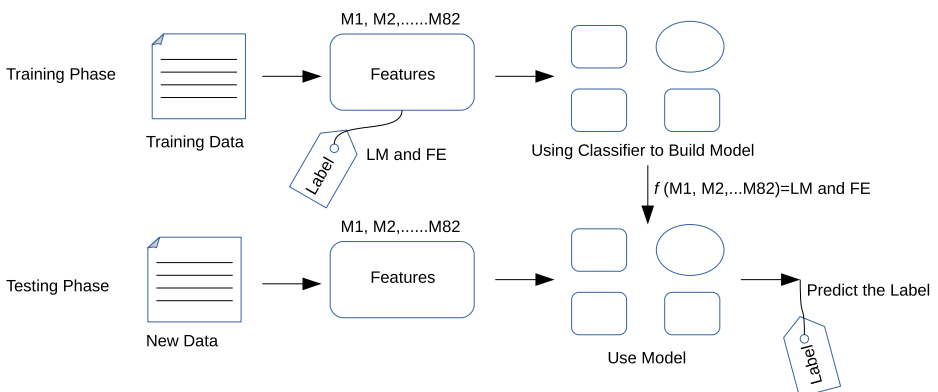 M1, M2,......M82
Training Phase
Features
Training Data
Label
LM and FE
Using Classifier to Build Model
f (M1, M2,...M82)=LM and FE
M1, M2,......M82
Testing Phase
Features
Predict the Label
New Data
Use Model
Label